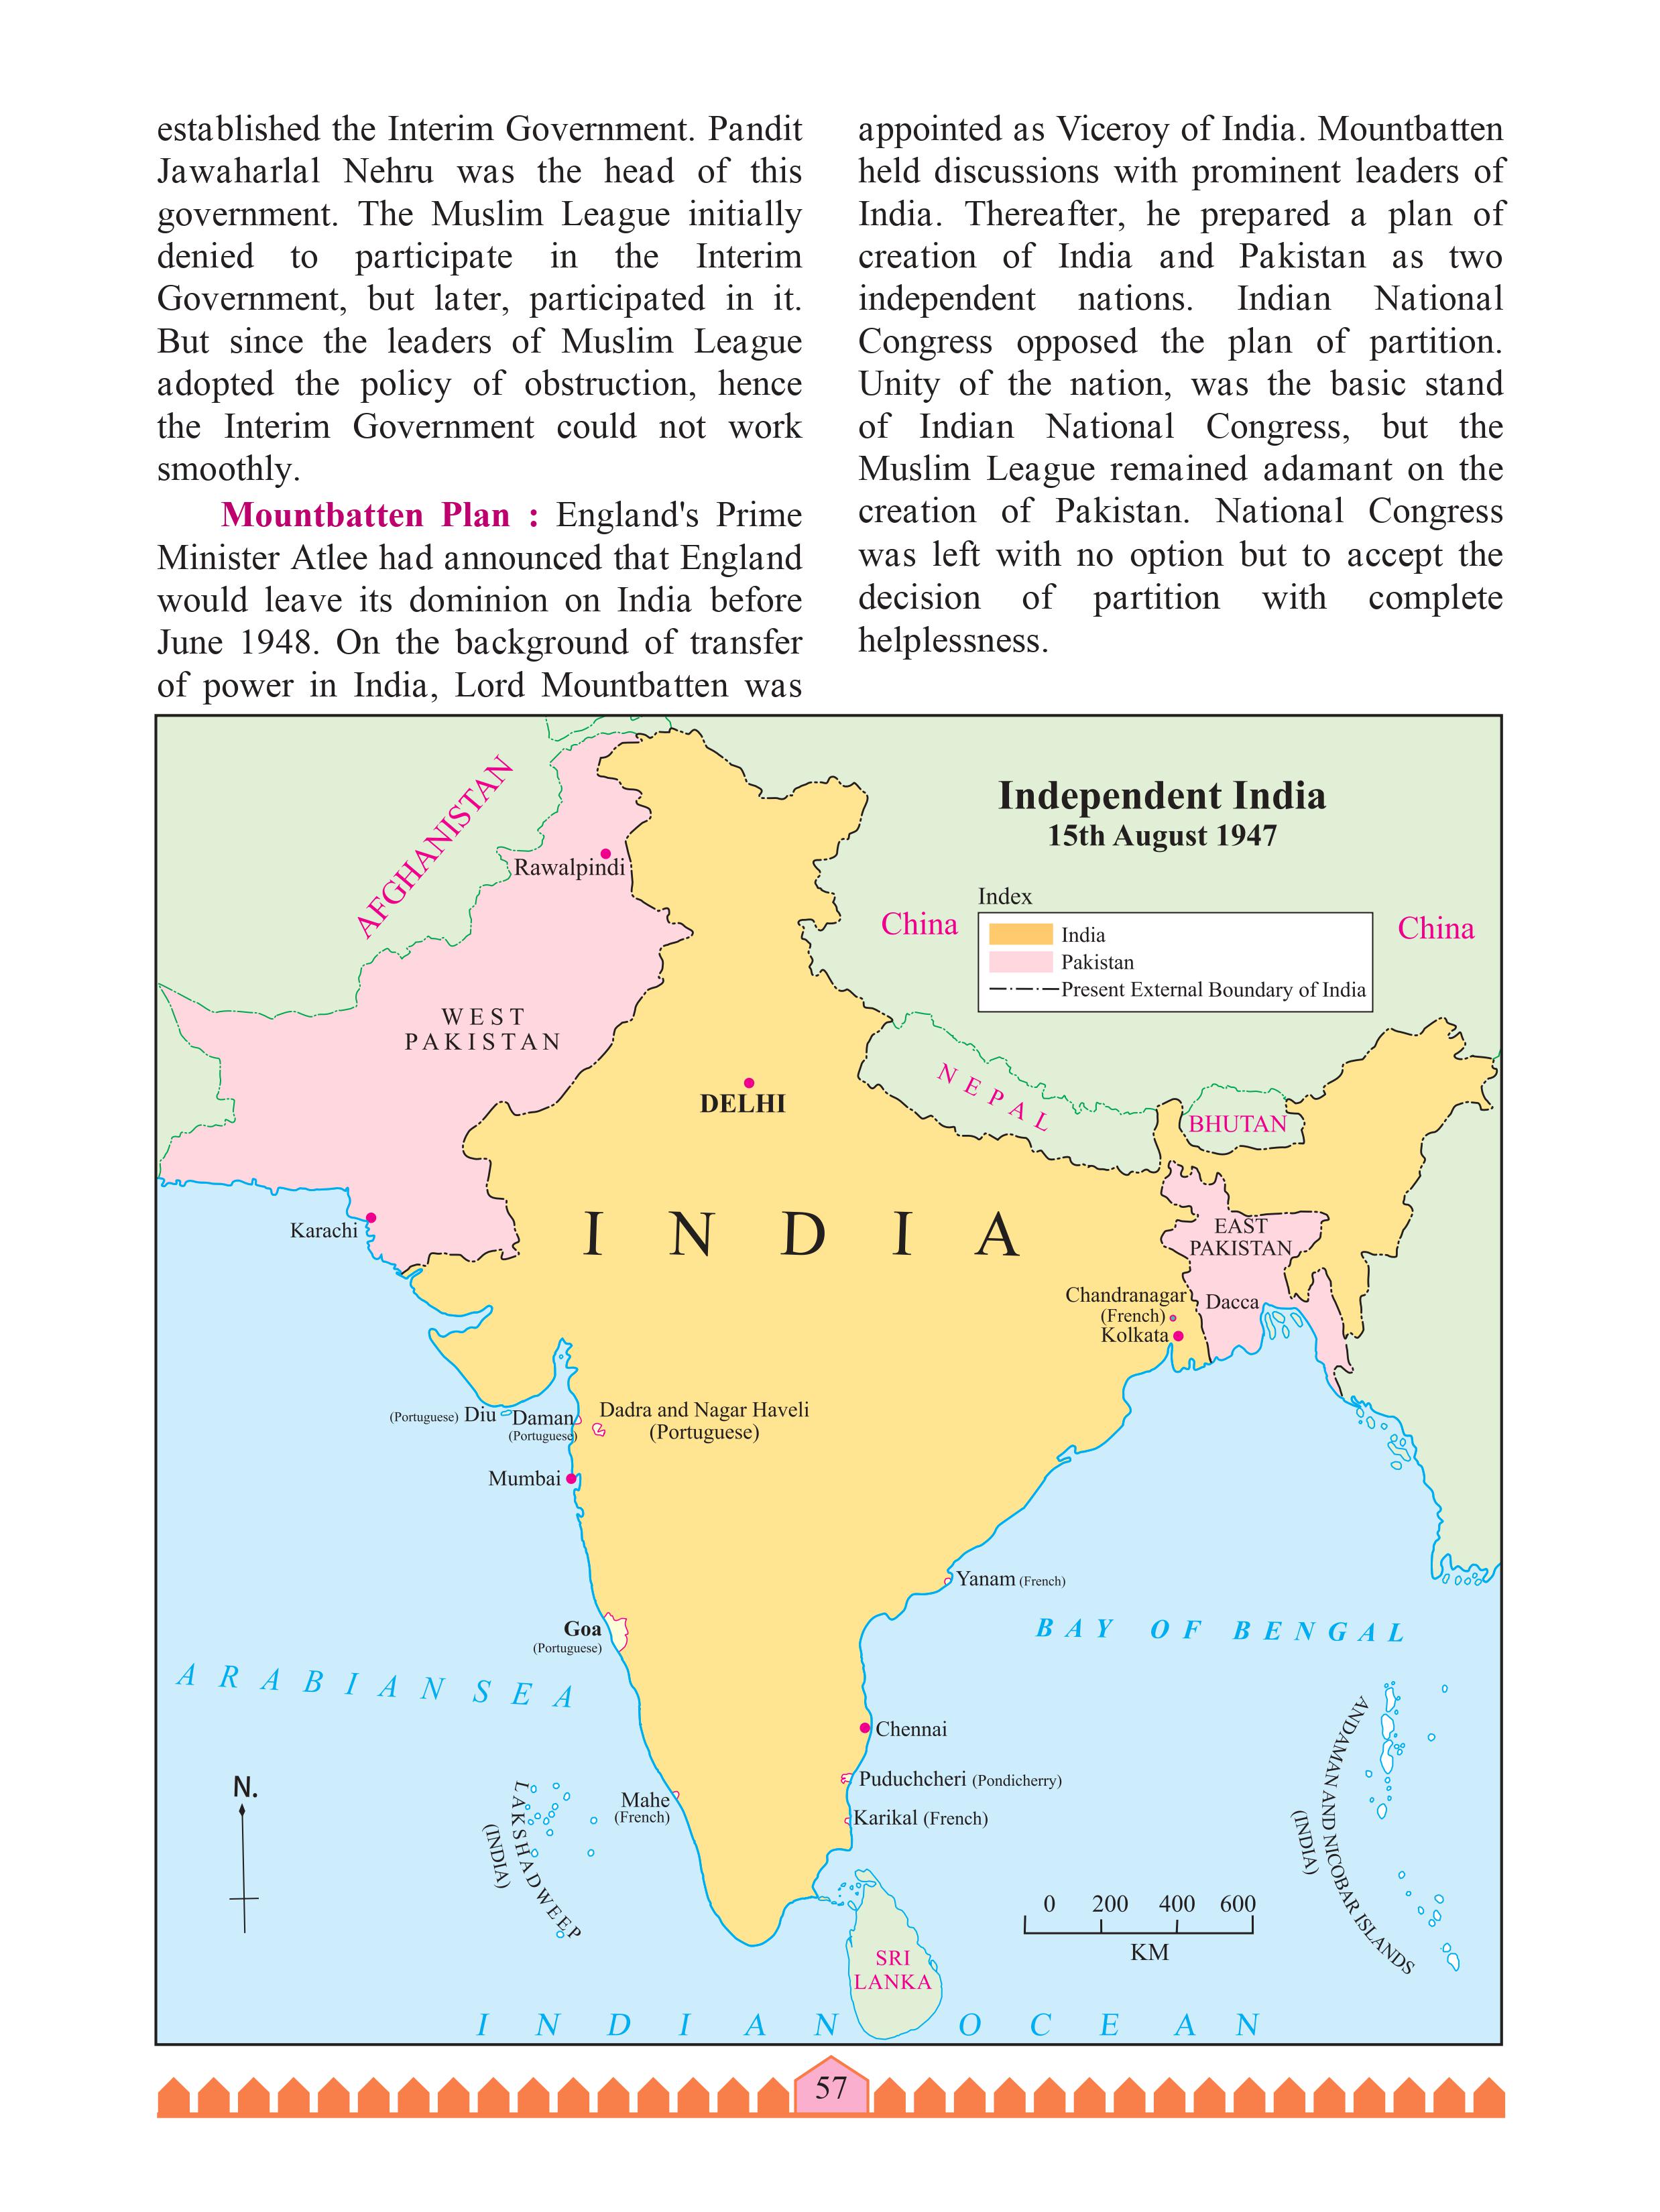 established the Interim Government. Pandit
Jawaharlal Nehru was the head of this
government. The Muslim League initially
denied to participate in the Interim
Government, but later, participated in it.
But since the leaders of Muslim League
adopted the policy of obstruction, hence
the Interim Government could not work
smoothly.
Mountbatten Plan : England's Prime
Minister Atlee had announced that England
would leave its dominion on India before
June 1948. On the background of transfer
of power in India, Lord Mountbatten was
appointed as Viceroy of India. Mountbatten
held discussions with prominent leaders of
India. Thereafter, he prepared a plan of
creation of India and Pakistan as two
independent nations. Indian National
Congress opposed the plan of partition.
Unity of the nation, was the basic stand
of Indian National Congress, but the
Muslim League remained adamant on the
creation of Pakistan. National Congress
was left with no option but to accept the
decision of partition with complete
helplessness.
Independent India
15th August 1947
Index
India
Pakistan
Present External Boundary of India
AFGHANISTAN
Rawalpindi
China
China
WEST
PAKISTAN
DELHI
NEPAL
BHUTAN
Karachi
INDIA
EAST
PAKISTAN
Chandranagar
(French)
Dacca
Kolkata
(Portuguese) Diu
Daman
(Portuguese)
Dadra and Nagar Haveli
(Portuguese)
Mumbai
Yanam (French)
Goa
(Portuguese)
BAY OF BENGAL
ARABIAN SEA
Chennai
Puduchcheri (Pondicherry)
Mahe
(French)
Karikal (French)
N.
LAKSHADWEEP
(INDIA)
ANDAMAN AND NICOBAR ISLANDS
(INDIA)
0 200 400 600
KM
SRI
LANKA
INDIAN OCEAN
57